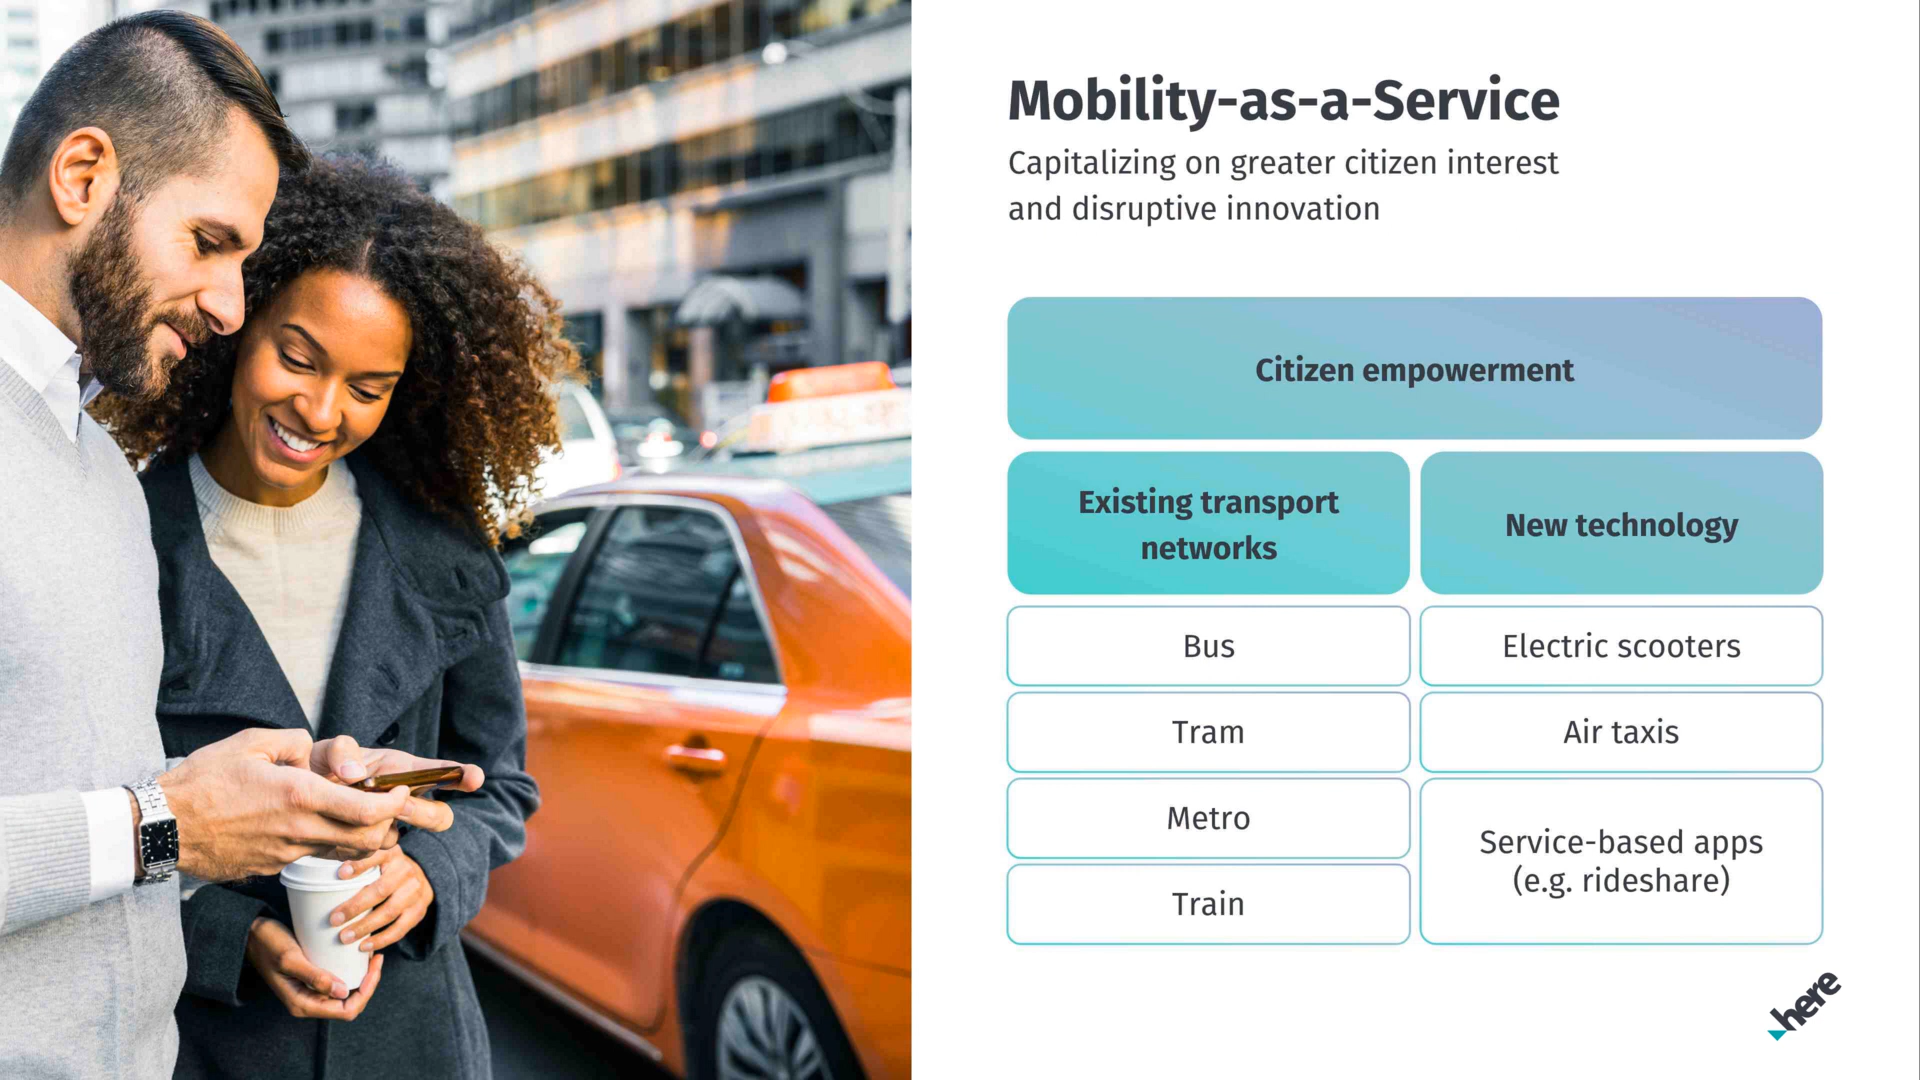 Mobility-as-a-Service
Capitalizing on greater citizen interest
and disruptive innovation
Citizen empowerment
Existing transport
networks
New technology
Bus
Electric scooters
Tram
Air taxis
Metro
Service-based apps
(e.g. rideshare)
Train
here